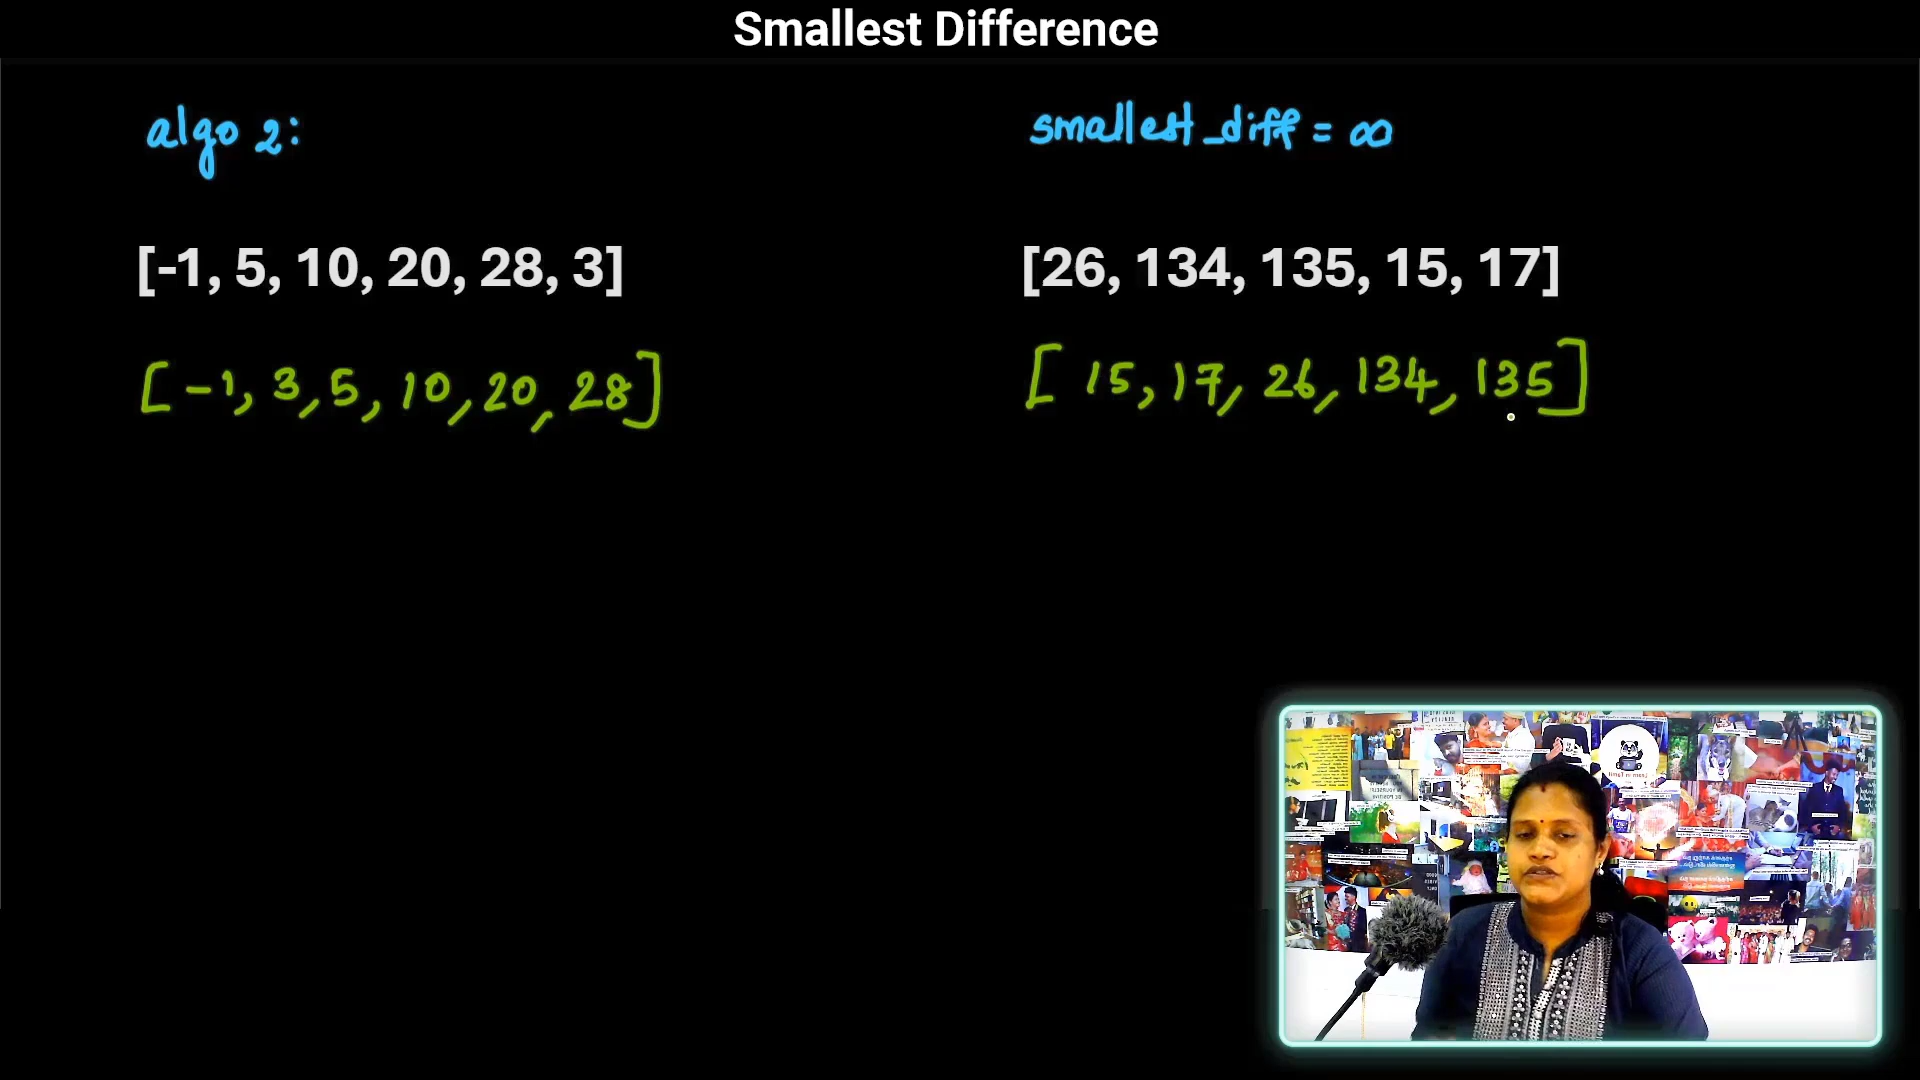 Smallest Difference
algo 2:
smallest_diff = ∞
[-1, 5, 10, 20, 28, 3]
[26, 134, 135, 15, 17]
[-1, 3, 5, 10, 20, 28]
[15, 17, 26, 134, 135]